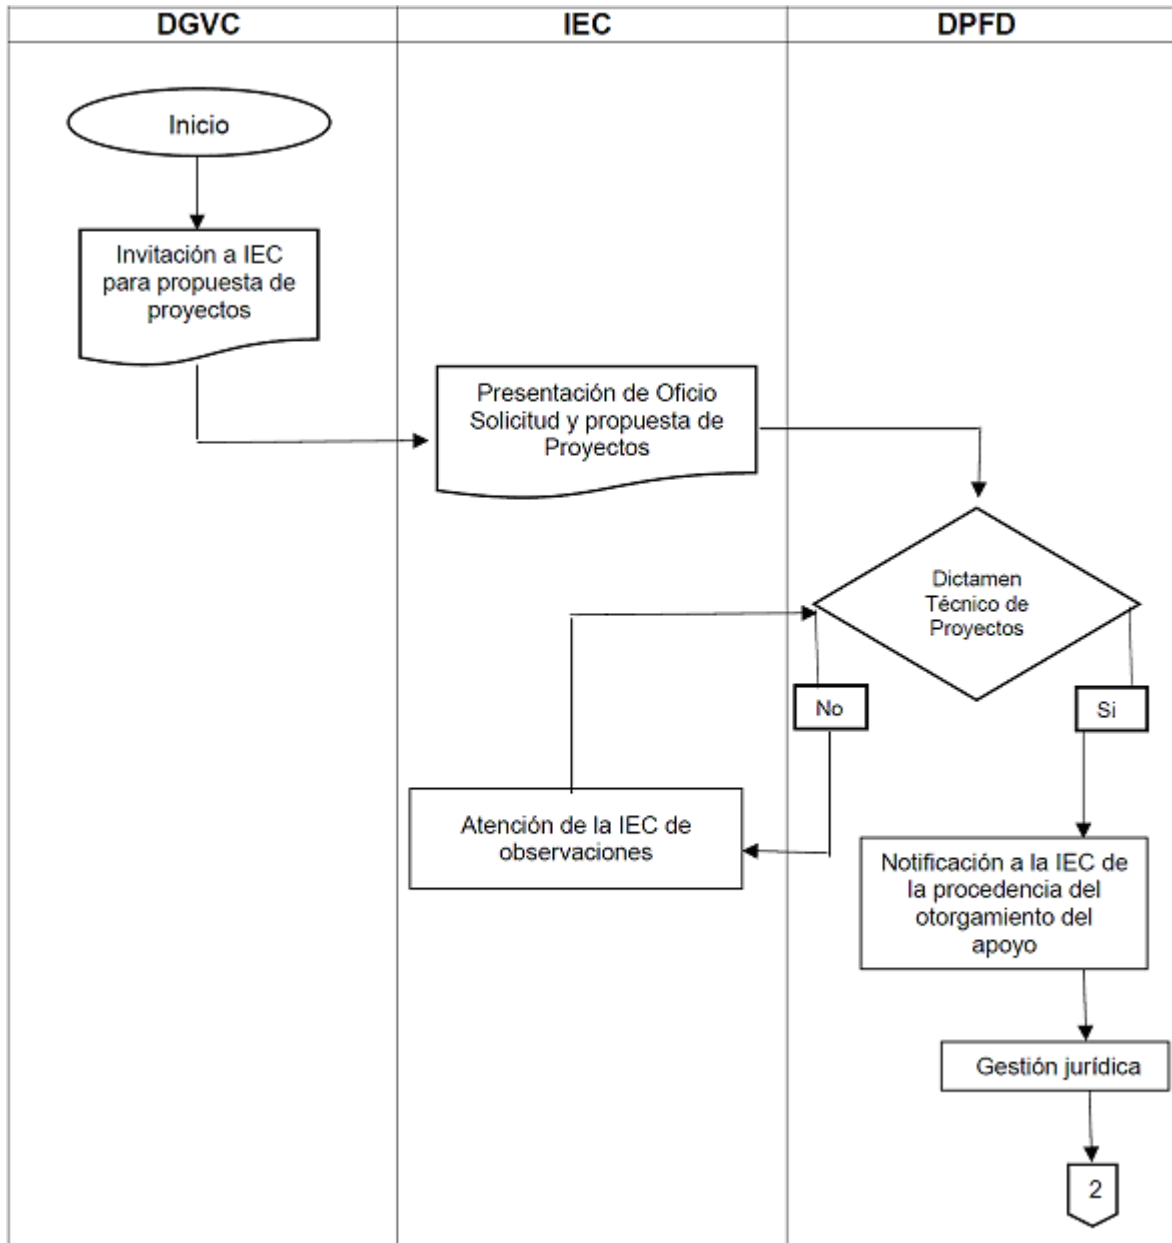 DGVC
IEC
DPFD
Inicio
Invitación a IEC
para propuesta de
proyectos
Presentación de Oficio
Solicitud y propuesta de
Proyectos
Dictamen
Técnico de
Proyectos
No
Si
Atención de la IEC de
observaciones
Notificación a la IEC de
la procedencia del
otorgamiento del
apoyo
Gestión jurídica
2